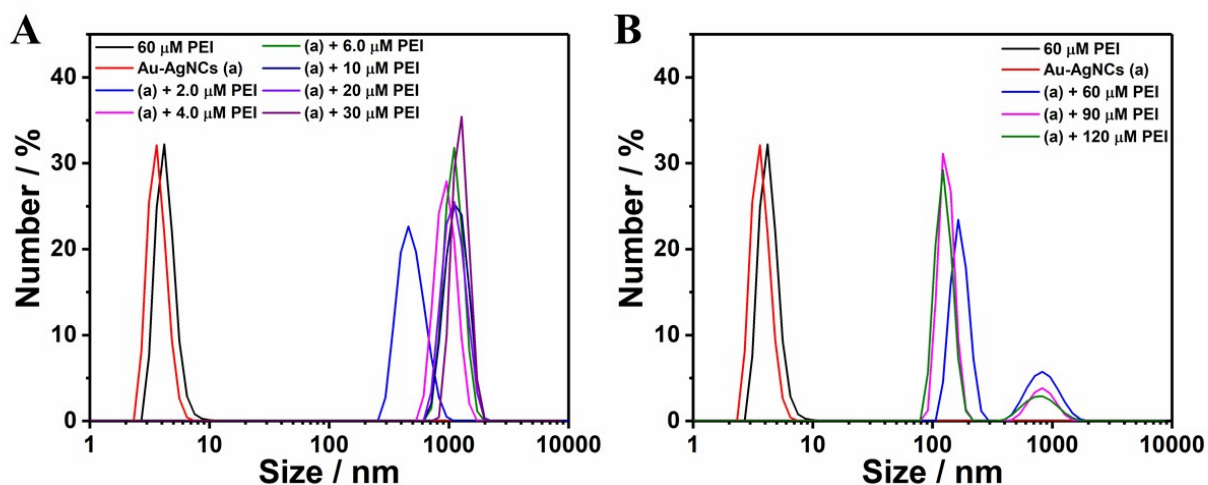 A
60 μM PEI
Au-AgNCs (a)
(a) + 2.0 μM PEI
(a) + 4.0 μM PEI
(a) + 6.0 μM PEI
(a) + 10 μM PEI
(a) + 20 μM PEI
(a) + 30 μM PEI
Number / %
40
30
20
10
0
1 10 100 1000 10000
Size / nm
B
60 μM PEI
Au-AgNCs (a)
(a) + 60 μM PEI
(a) + 90 μM PEI
(a) + 120 μM PEI
Number / %
40
30
20
10
0
1 10 100 1000 10000
Size / nm